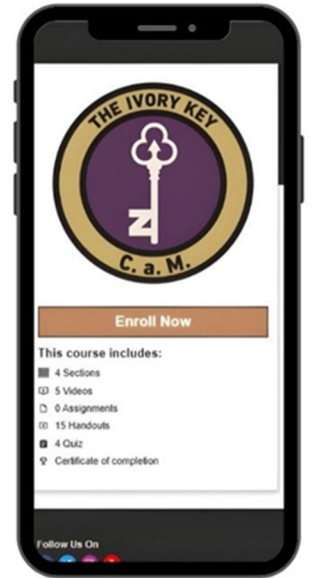 THE IVORY KEY
C. a. M.
Enroll Now
This course includes:
4 Sections
5 Videos
0 Assignments
15 Handouts
4 Quiz
Certificate of completion
Follow Us On